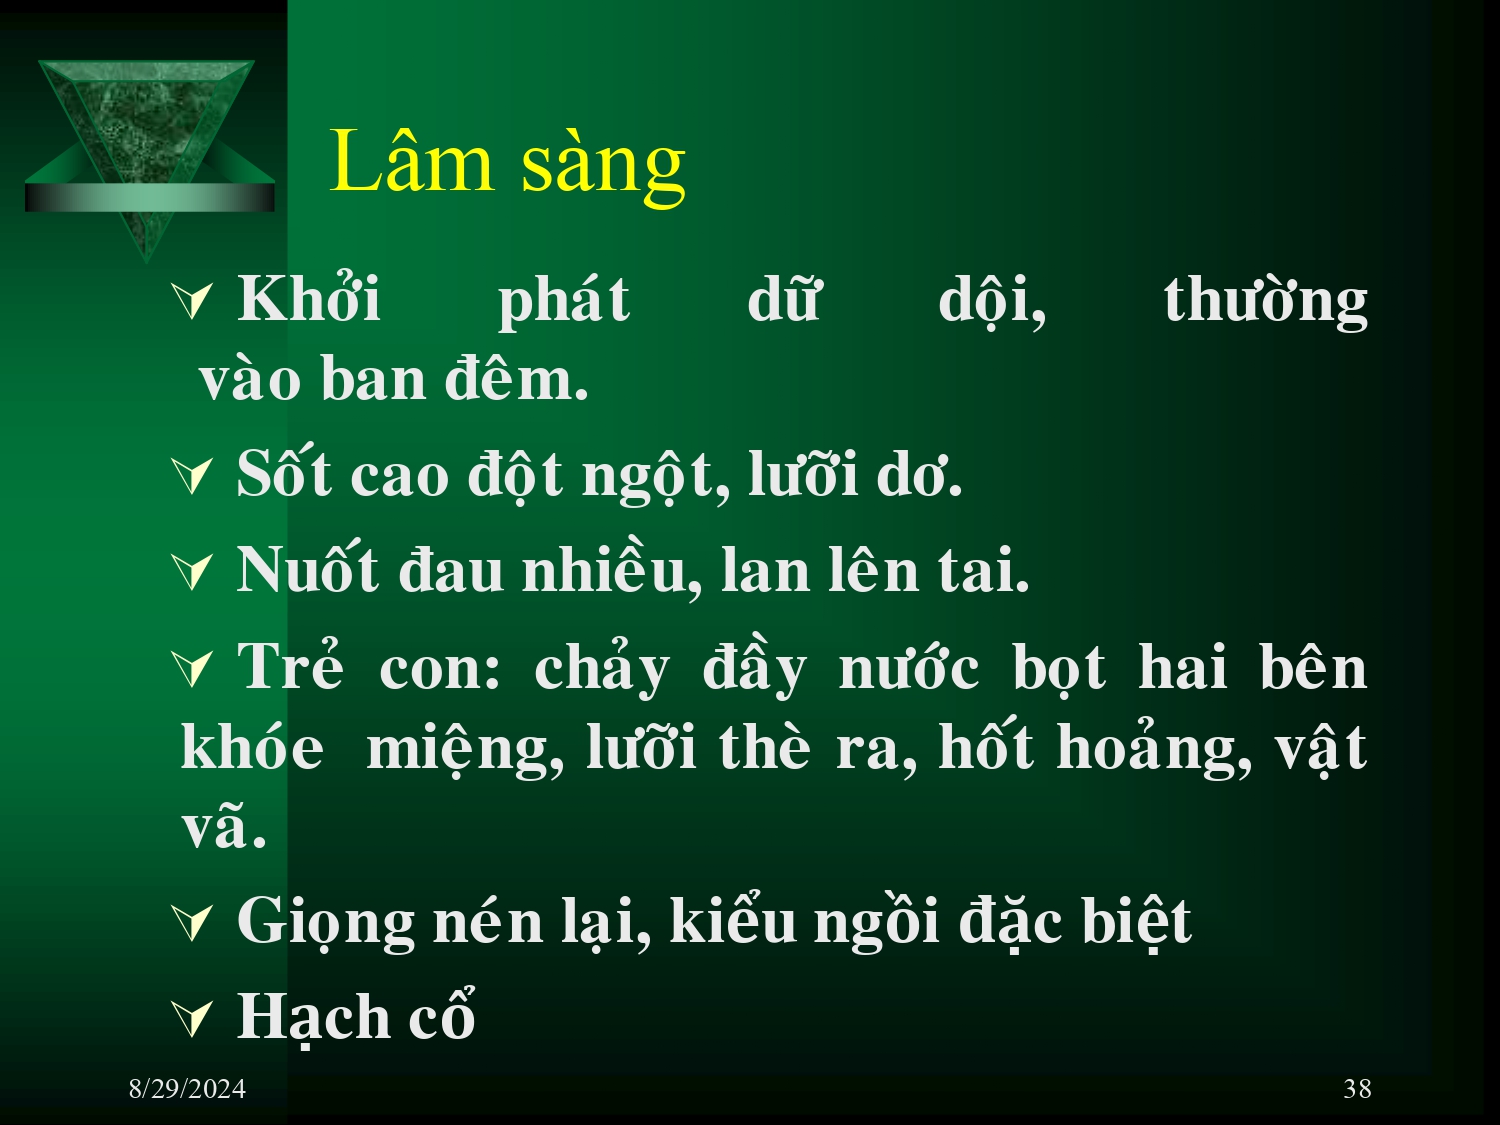 Lâm sàng
Khởi phát dữ dội, thường
vào ban đêm.
Sốt cao đột ngột, lưỡi dơ.
Nuốt đau nhiều, lan lên tai.
Trẻ con: chảy đầy nước bọt hai bên
khóe miệng, lưỡi thè ra, hốt hoảng, vật
vã.
Giọng nén lại, kiểu ngồi đặc biệt
Hạch cổ
8/29/2024
38